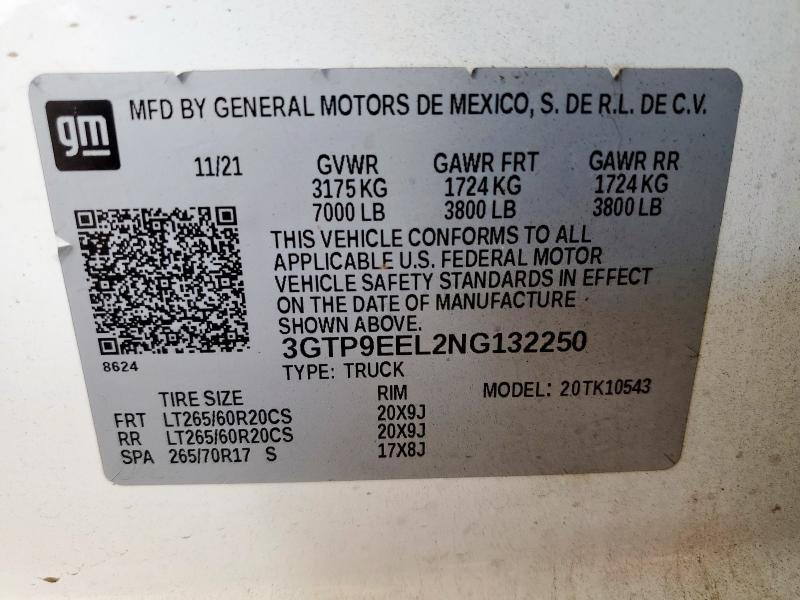 gm
MFD BY GENERAL MOTORS DE MEXICO, S. DE R.L. DE C.V.
11/21 GVWR GAWR FRT GAWR RR
3175 KG 1724 KG 1724 KG
7000 LB 3800 LB 3800 LB
THIS VEHICLE CONFORMS TO ALL
APPLICABLE U.S. FEDERAL MOTOR
VEHICLE SAFETY STANDARDS IN EFFECT
ON THE DATE OF MANUFACTURE
SHOWN ABOVE.
3GTP9EEL2NG132250
8624
TYPE: TRUCK
TIRE SIZE RIM MODEL: 20TK10543
FRT LT265/60R20CS 20X9J
RR LT265/60R20CS 20X9J
SPA 265/70R17 S 17X8J